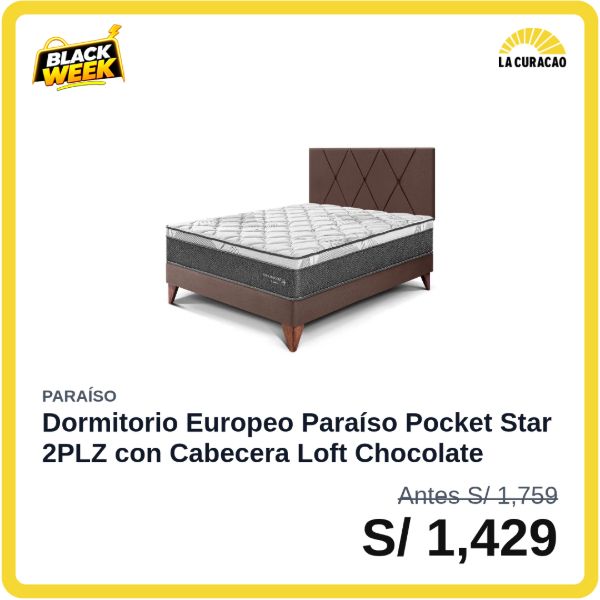 BLACK
WEEK
LA CURACAO
PARAÍSO
Dormitorio Europeo Paraíso Pocket Star
2PLZ con Cabecera Loft Chocolate
Antes S/ 1,759
S/ 1,429